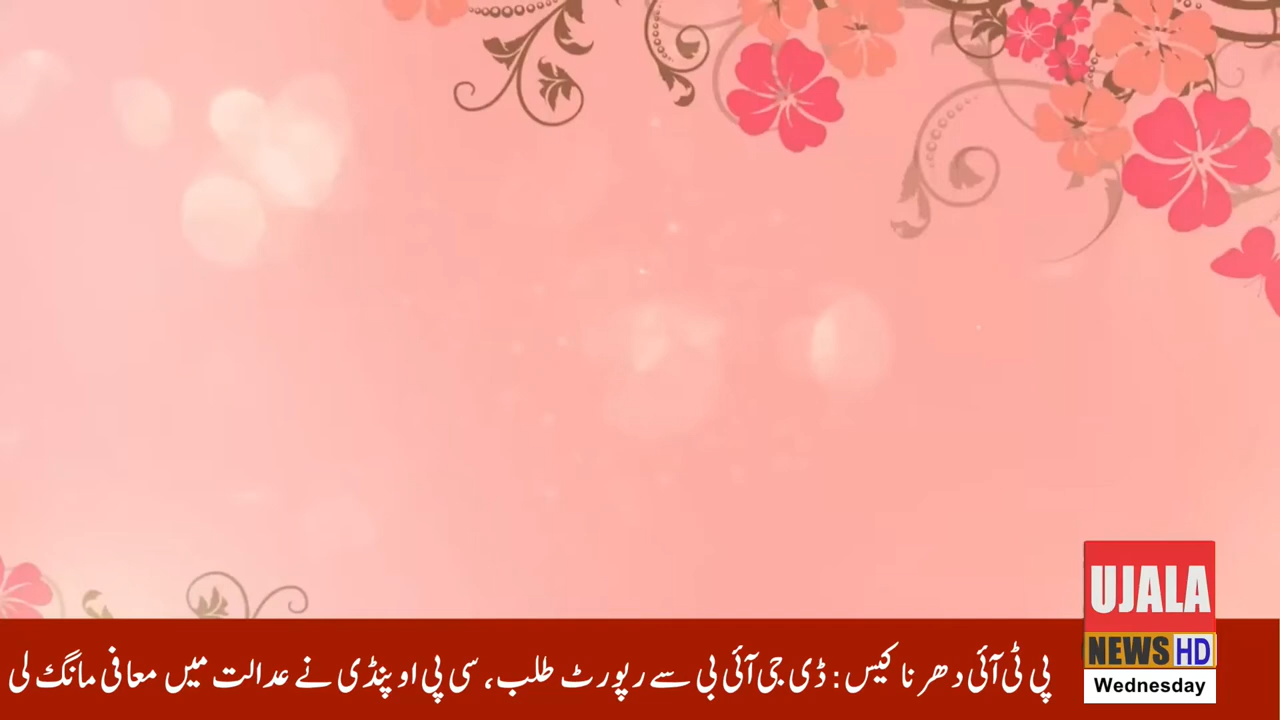 پی ٹی آئی دھرنا کیس: ڈی جی آئی بی سے رپورٹ طلب، سی پی او پنڈی نے عدالت میں معافی مانگ لی
UJALA
NEWS HD
Wednesday